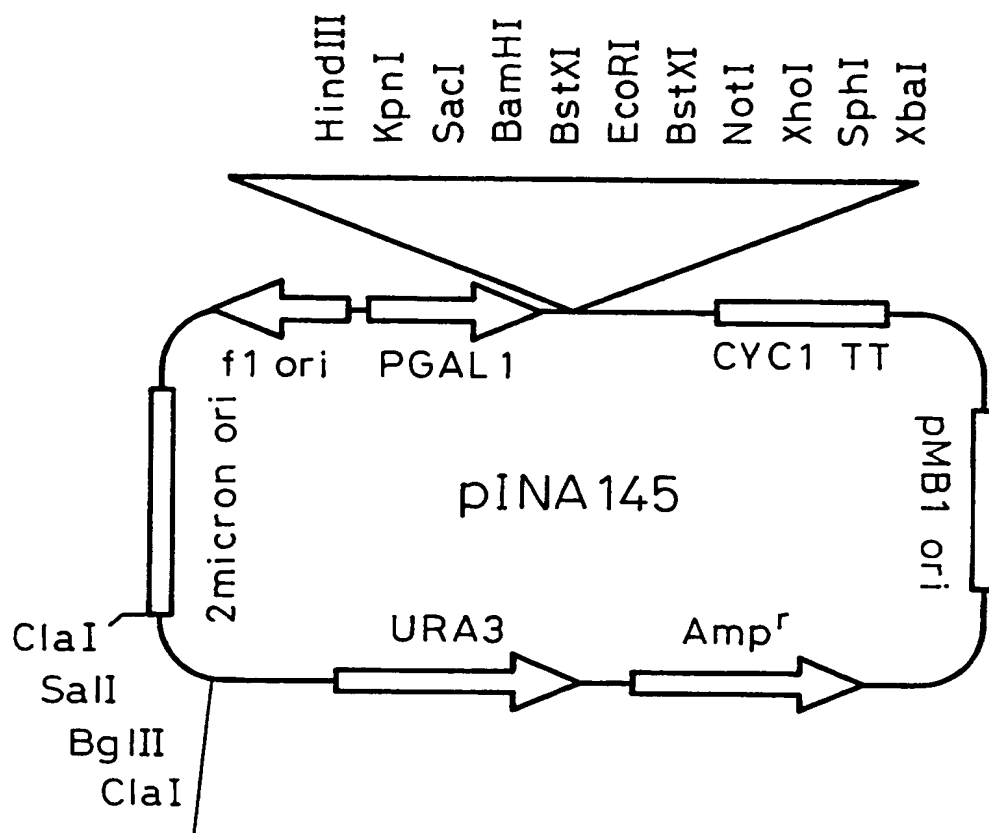 HindIII
KpnI
SacI
BamHI
BstXI
EcoRI
BstXI
NotI
XhoI
SphI
XbaI
f1 ori
PGAL1
CYC1 TT
2micron ori
pINA145
pMB1 ori
URA3
Ampʳ
ClaI
SalI
BglII
ClaI